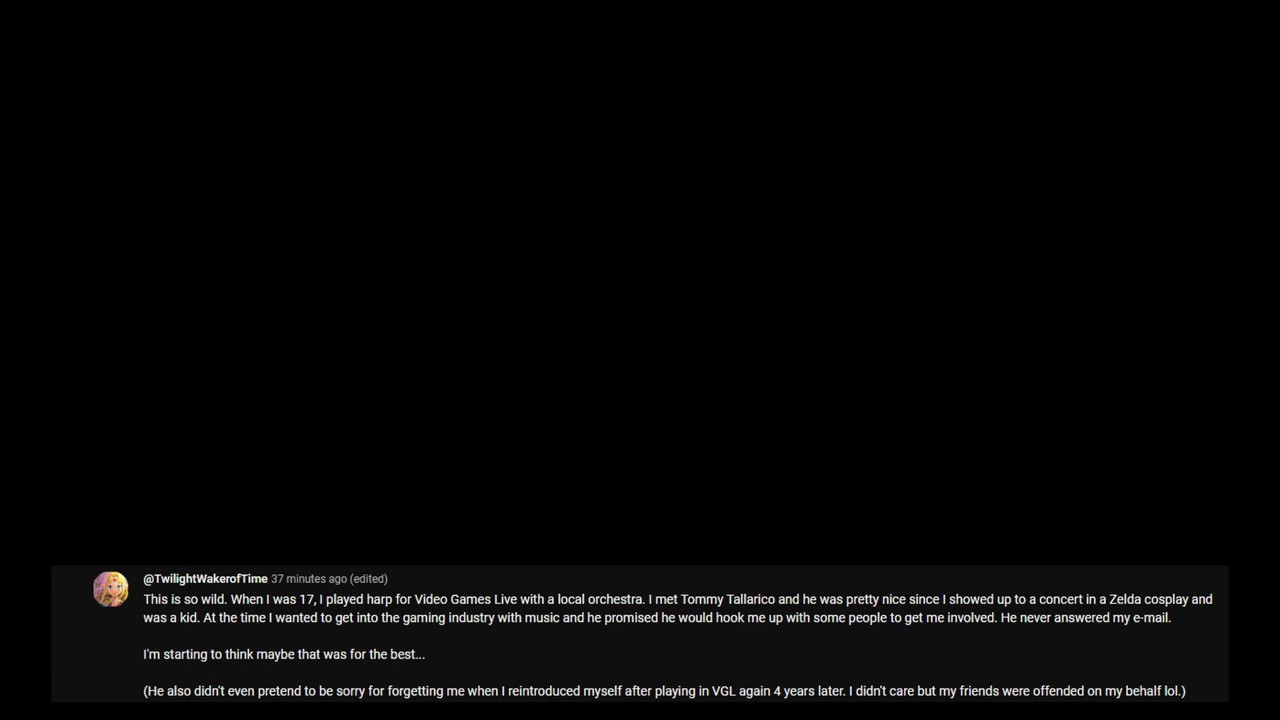 @TwilightWakerofTime 37 minutes ago (edited)
This is so wild. When I was 17, I played harp for Video Games Live with a local orchestra. I met Tommy Tallarico and he was pretty nice since I showed up to a concert in a Zelda cosplay and
was a kid. At the time I wanted to get into the gaming industry with music and he promised he would hook me up with some people to get me involved. He never answered my e-mail.
I'm starting to think maybe that was for the best...
(He also didn't even pretend to be sorry for forgetting me when I reintroduced myself after playing in VGL again 4 years later. I didn't care but my friends were offended on my behalf lol.)